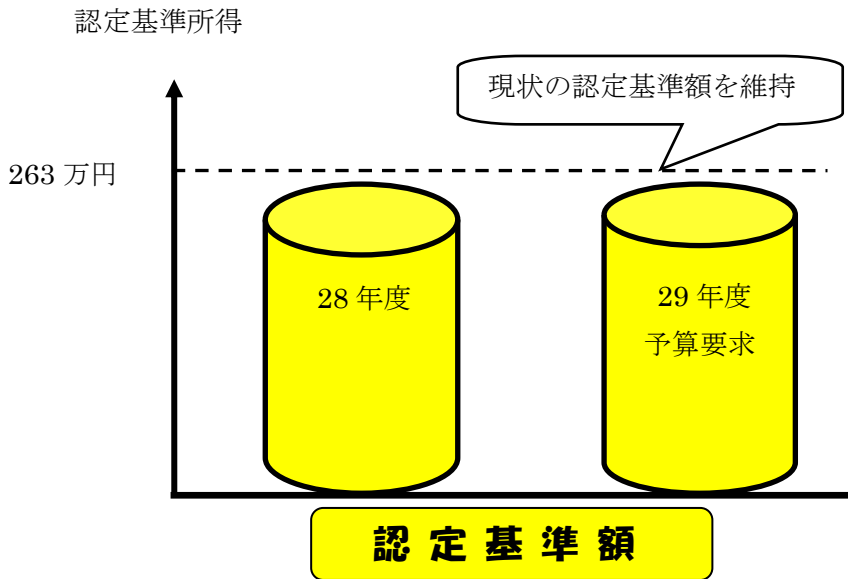 認定基準所得
現状の認定基準額を維持
263 万円
28 年度
29 年度
予算要求
認定基準額